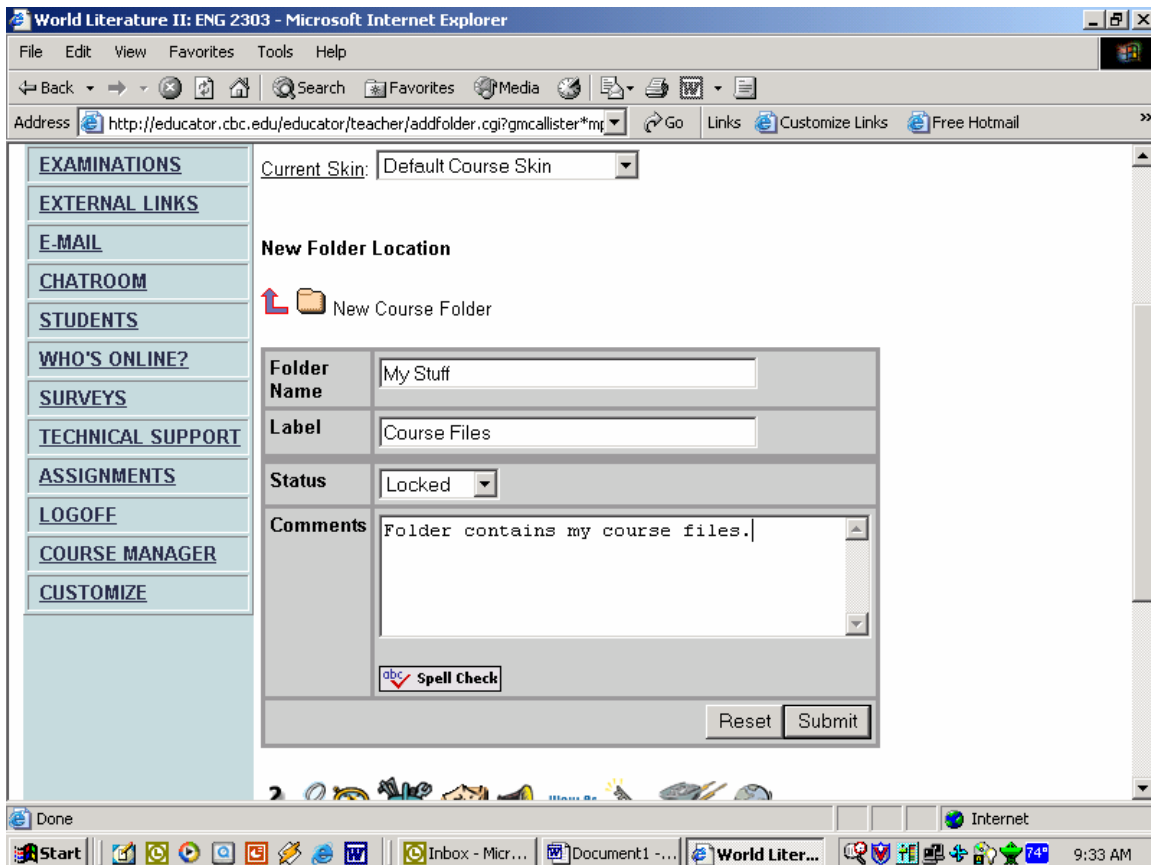 World Literature II: ENG 2303 - Microsoft Internet Explorer
File Edit View Favorites Tools Help
Back Search Favorites Media
Address http://educator.cbc.edu/educator/teacher/addfolder.cgi?gmcallister*m Go Links Customize Links Free Hotmail »
EXAMINATIONS
Current Skin: Default Course Skin
EXTERNAL LINKS
E-MAIL
New Folder Location
CHATROOM
New Course Folder
STUDENTS
WHO'S ONLINE?
Folder Name My Stuff
SURVEYS
TECHNICAL SUPPORT
Label Course Files
ASSIGNMENTS
Status Locked
LOGOFF
Comments Folder contains my course files.
COURSE MANAGER
CUSTOMIZE
abc Spell Check
Reset Submit
Done Internet
Start Inbox - Micr... Document1 -... World Liter... 74° 9:33 AM